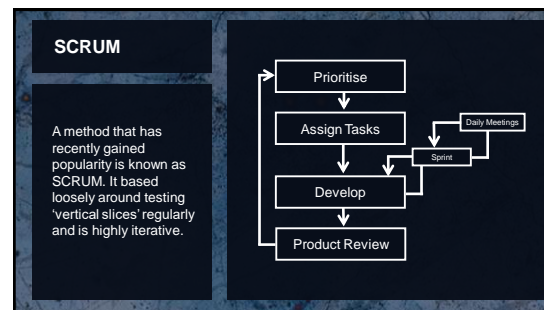 SCRUM
A method that has
recently gained
popularity is known as
SCRUM. It based
loosely around testing
‘vertical slices’ regularly
and is highly iterative.
Prioritise
Assign Tasks
Daily Meetings
Sprint
Develop
Product Review